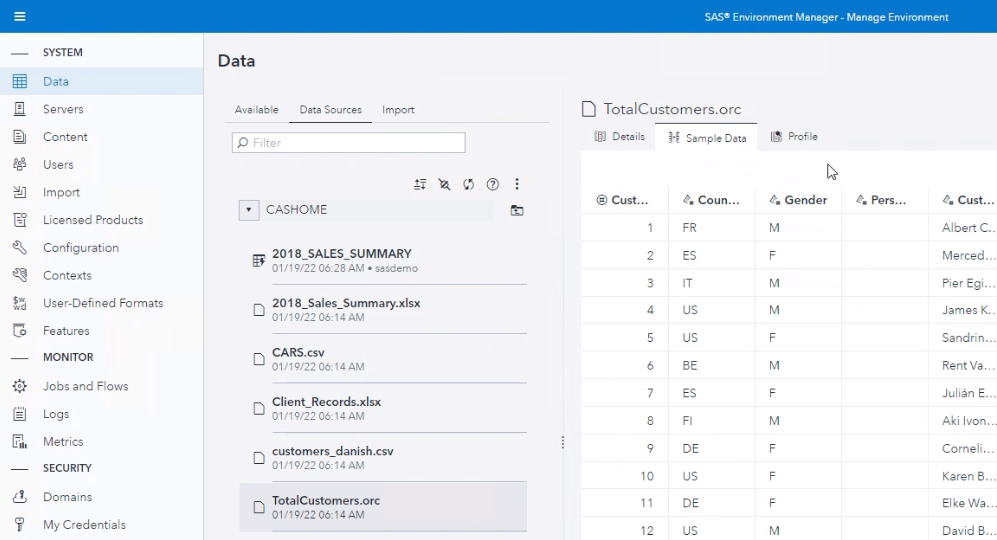 SAS® Environment Manager - Manage Environment
SYSTEM
Data
Servers
Content
Users
Import
Licensed Products
Configuration
Contexts
User-Defined Formats
Features
MONITOR
Jobs and Flows
Logs
Metrics
SECURITY
Domains
My Credentials
Data
Available Data Sources Import
Filter
CASHOME
2018_SALES_SUMMARY
01/19/22 06:28 AM • sasdemo
2018_Sales_Summary.xlsx
01/19/22 06:14 AM
CARS.csv
01/19/22 06:14 AM
Client_Records.xlsx
01/19/22 06:14 AM
customers_danish.csv
01/19/22 06:14 AM
TotalCustomers.orc
01/19/22 06:14 AM
TotalCustomers.orc
Details Sample Data Profile
Cust... Coun... Gender Pers... Cust...
1 FR M Albert C...
2 ES F Merced...
3 IT M Pier Egi...
4 US M James K...
5 US F Sandrin...
6 BE M Rent Va...
7 ES F Julián E...
8 FI M Aki Ivon...
9 DE F Corneli...
10 US F Karen B...
11 DE F Elke Wa...
12 US M David B...